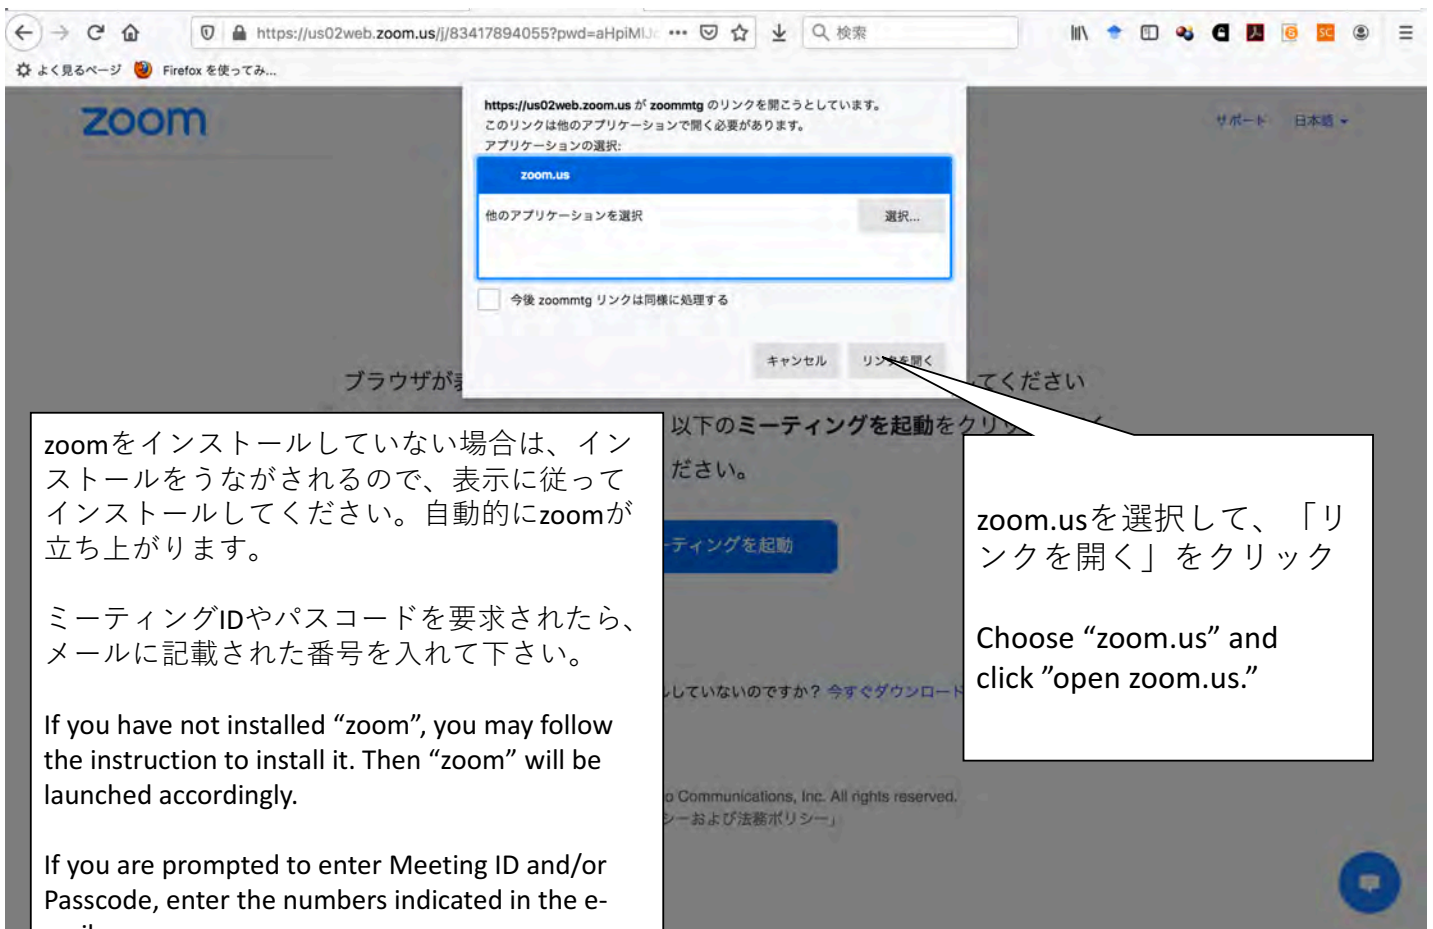 https://us02web.zoom.us/j/83417894055?pwd=aHpiMI
検索
よく見るページ Firefox を使ってみ...
zoom
サポート 日本語
https://us02web.zoom.us が zoommtg のリンクを開こうとしています。
このリンクは他のアプリケーションで開く必要があります。
アプリケーションの選択:
zoom.us
他のアプリケーションを選択 選択...
今後 zoommtg リンクは同様に処理する
キャンセル リンクを開く
ブラウザが してください
以下のミーティングを起動をクリッ
ださい。
ーティングを起動
していないのですか? 今すぐダウンロード
Communications, Inc. All rights reserved.
シーおよび法務ポリシー」
zoomをインストールしていない場合は、イン
ストールをうながされるので、表示に従って
インストールしてください。自動的にzoomが
立ち上がります。
ミーティングIDやパスコードを要求されたら、
メールに記載された番号を入れて下さい。
If you have not installed “zoom”, you may follow
the instruction to install it. Then “zoom” will be
launched accordingly.
If you are prompted to enter Meeting ID and/or
Passcode, enter the numbers indicated in the e-
zoom.usを選択して、「リ
ンクを開く」をクリック
Choose “zoom.us” and
click ”open zoom.us.”